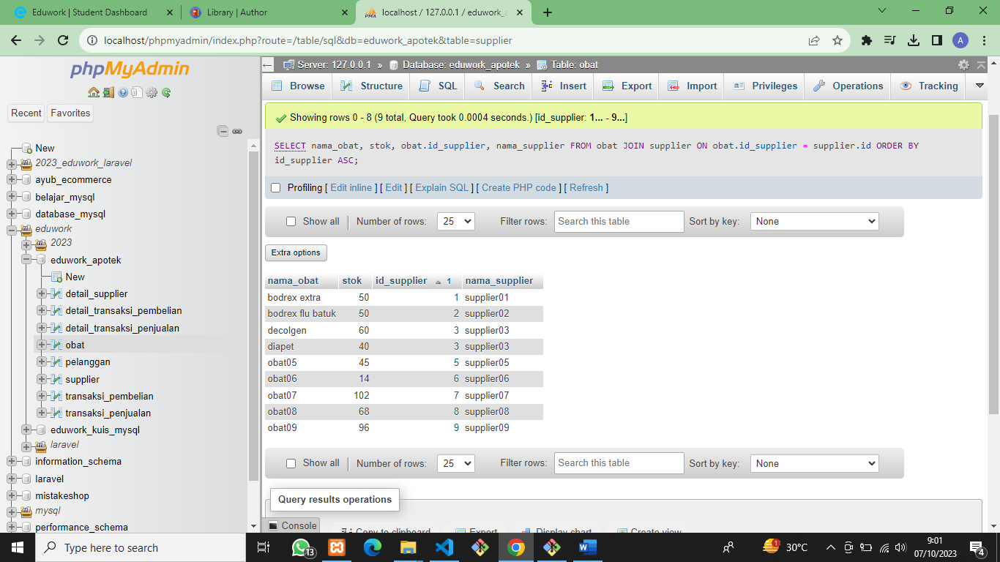 Eduwork | Student Dashboard
Library | Author
localhost / 127.0.0.1 / eduwork_a
localhost/phpmyadmin/index.php?route=/table/sql&db=eduwork_apotek&table=supplier
A
phpMyAdmin
Recent
Favorites
New
2023_eduwork_laravel
ayub_ecommerce
belajar_mysql
database_mysql
eduwork
2023
eduwork_apotek
New
detail_supplier
detail_transaksi_pembelian
detail_transaksi_penjualan
obat
pelanggan
supplier
transaksi_pembelian
transaksi_penjualan
eduwork_kuis_mysql
laravel
information_schema
laravel
mistakeshop
mysql
performance_schema
Server: 127.0.0.1 » Database: eduwork_apotek » Table: obat
Browse Structure SQL Search Insert Export Import Privileges Operations Tracking
Showing rows 0 - 8 (9 total, Query took 0.0004 seconds.) [id_supplier: 1... - 9...]
SELECT nama_obat, stok, obat.id_supplier, nama_supplier FROM obat JOIN supplier ON obat.id_supplier = supplier.id ORDER BY
id_supplier ASC;
Profiling [ Edit inline ] [ Edit ] [ Explain SQL ] [ Create PHP code ] [ Refresh ]
Show all Number of rows: 25 Filter rows: Search this table Sort by key: None
Extra options
nama_obat stok id_supplier 1 nama_supplier
bodrex extra 50 1 supplier01
bodrex flu batuk 50 2 supplier02
decolgen 60 3 supplier03
diapet 40 3 supplier03
obat05 45 5 supplier05
obat06 14 6 supplier06
obat07 102 7 supplier07
obat08 68 8 supplier08
obat09 96 9 supplier09
Show all Number of rows: 25 Filter rows: Search this table Sort by key: None
Query results operations
Console
Copy to clipboard Export Display chart Create view
Type here to search
13
1
30°C
9:01
07/10/2023
4